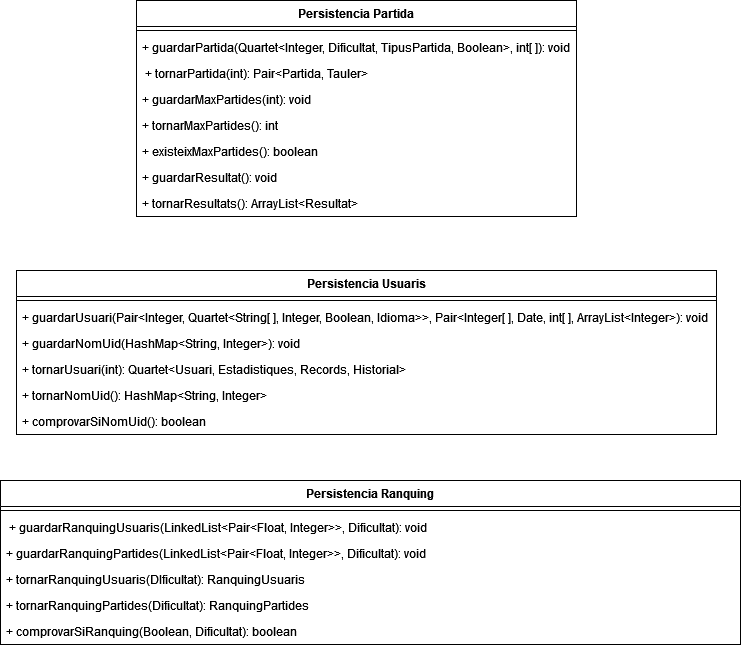 Persistencia Partida
+ guardarPartida(Quartet<Integer, Dificultat, TipusPartida, Boolean>, int[ ]): void
+ tornarPartida(int): Pair<Partida, Tauler>
+ guardarMaxPartides(int): void
+ tornarMaxPartides(): int
+ existeixMaxPartides(): boolean
+ guardarResultat(): void
+ tornarResultats(): ArrayList<Resultat>
Persistencia Usuaris
+ guardarUsuari(Pair<Integer, Quartet<String[ ], Integer, Boolean, Idioma>>, Pair<Integer[ ], Date, int[ ], ArrayList<Integer>): void
+ guardarNomUid(HashMap<String, Integer>): void
+ tornarUsuari(int): Quartet<Usuari, Estadistiques, Records, Historial>
+ tornarNomUid(): HashMap<String, Integer>
+ comprovarSiNomUid(): boolean
Persistencia Ranquing
+ guardarRanquingUsuaris(LinkedList<Pair<Float, Integer>>, Dificultat): void
+ guardarRanquingPartides(LinkedList<Pair<Float, Integer>>, Dificultat): void
+ tornarRanquingUsuaris(DIficultat): RanquingUsuaris
+ tornarRanquingPartides(Dificultat): RanquingPartides
+ comprovarSiRanquing(Boolean, Dificultat): boolean